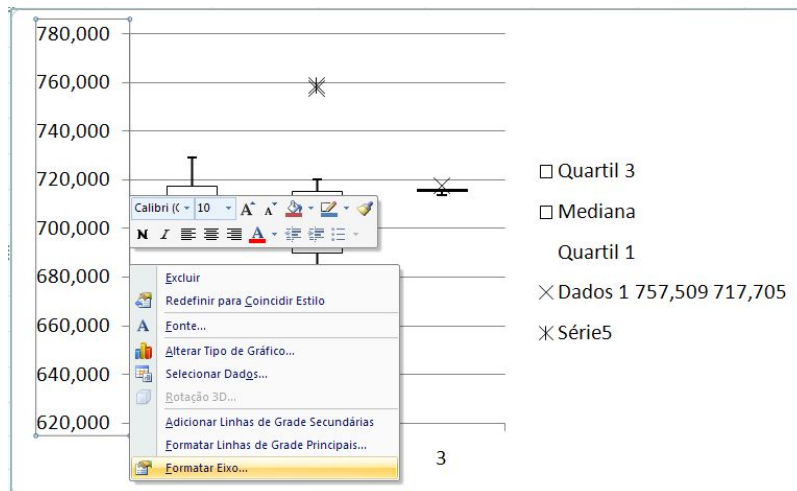 780,000
760,000
740,000
720,000
700,000
680,000
660,000
640,000
620,000
Calibri (C
10
A A
N I A
Excluir
Redefinir para Coincidir Estilo
A Fonte...
Alterar Tipo de Gráfico...
Selecionar Dados...
Rotação 3D...
Adicionar Linhas de Grade Secundárias
Formatar Linhas de Grade Principais...
Formatar Eixo...
3
Quartil 3
Mediana
Quartil 1
Dados 1 757,509 717,705
Série5